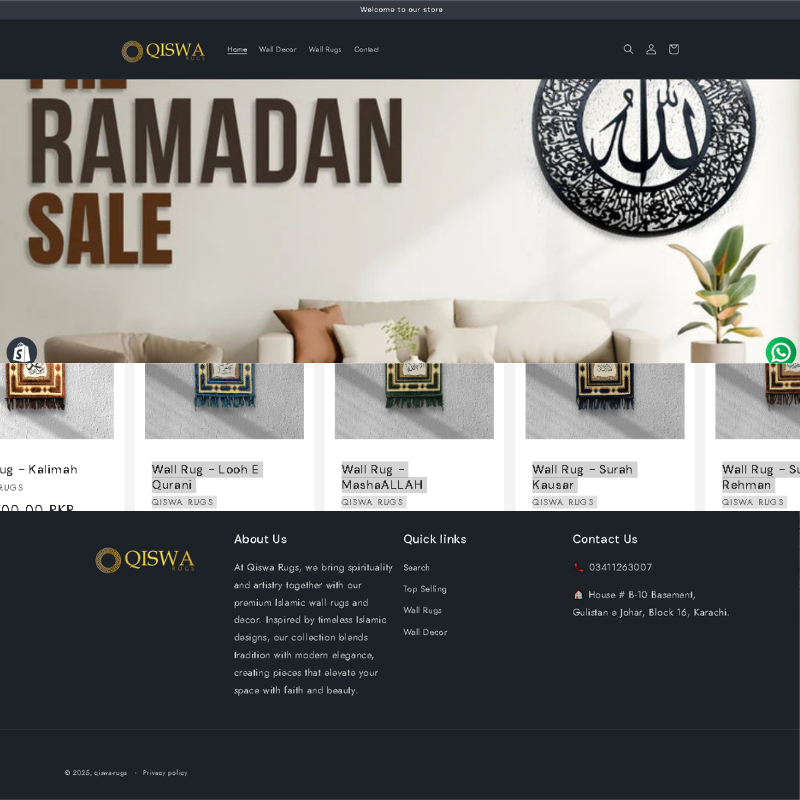 Welcome to our store
QISWA
RUGS
Home
Wall Decor
Wall Rugs
Contact
RAMADAN
SALE
الله
ug – Kalimah
RUGS
Wall Rug – Looh E
Qurani
QISWA RUGS
Wall Rug –
MashaALLAH
QISWA RUGS
Wall Rug – Surah
Kausar
QISWA RUGS
Wall Rug – Su
Rehman
QISWA RUGS
QISWA
RUGS
About Us
At Qiswa Rugs, we bring spirituality
and artistry together with our
premium Islamic wall rugs and
decor. Inspired by timeless Islamic
designs, our collection blends
tradition with modern elegance,
creating pieces that elevate your
space with faith and beauty.
Quick links
Search
Top Selling
Wall Rugs
Wall Decor
Contact Us
03411263007
House # B-10 Basement,
Gulistan e Johar, Block 16, Karachi.
© 2025, qiswa-rugs
·
Privacy policy